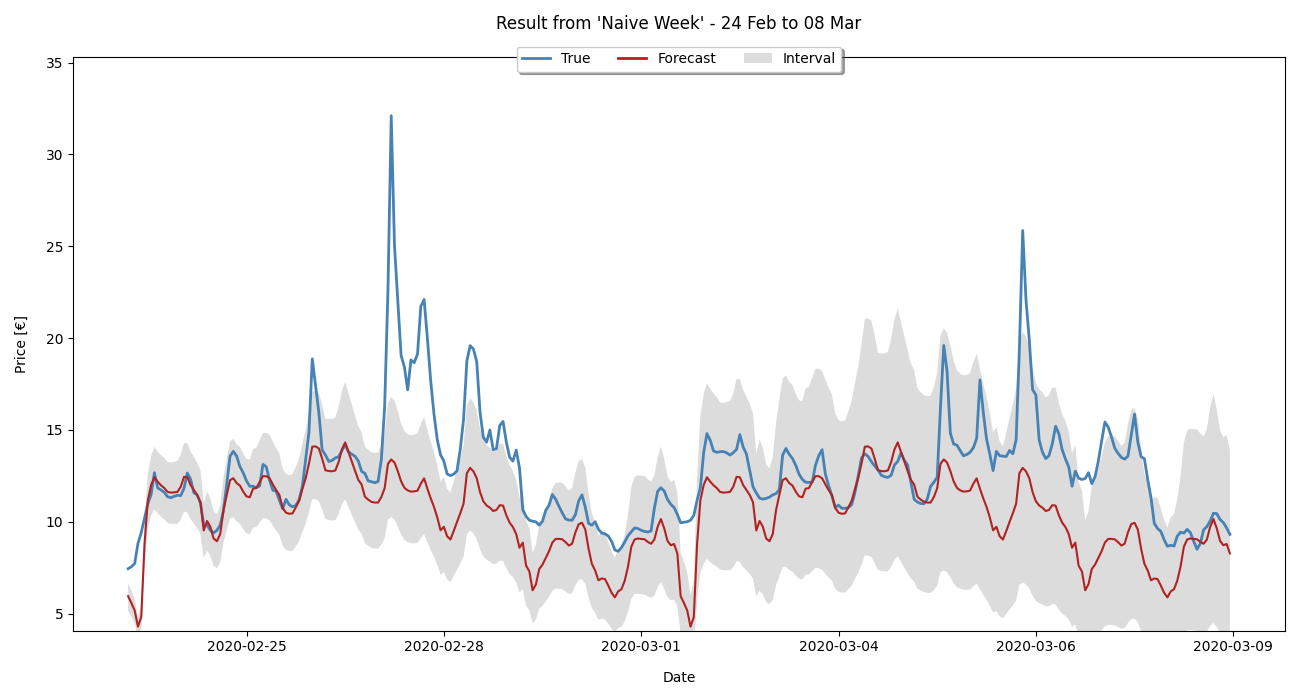 Result from 'Naive Week' - 24 Feb to 08 Mar
True Forecast Interval
35
30
25
20
15
10
5
Price [€]
2020-02-25 2020-02-28 2020-03-01 2020-03-04 2020-03-06 2020-03-09
Date